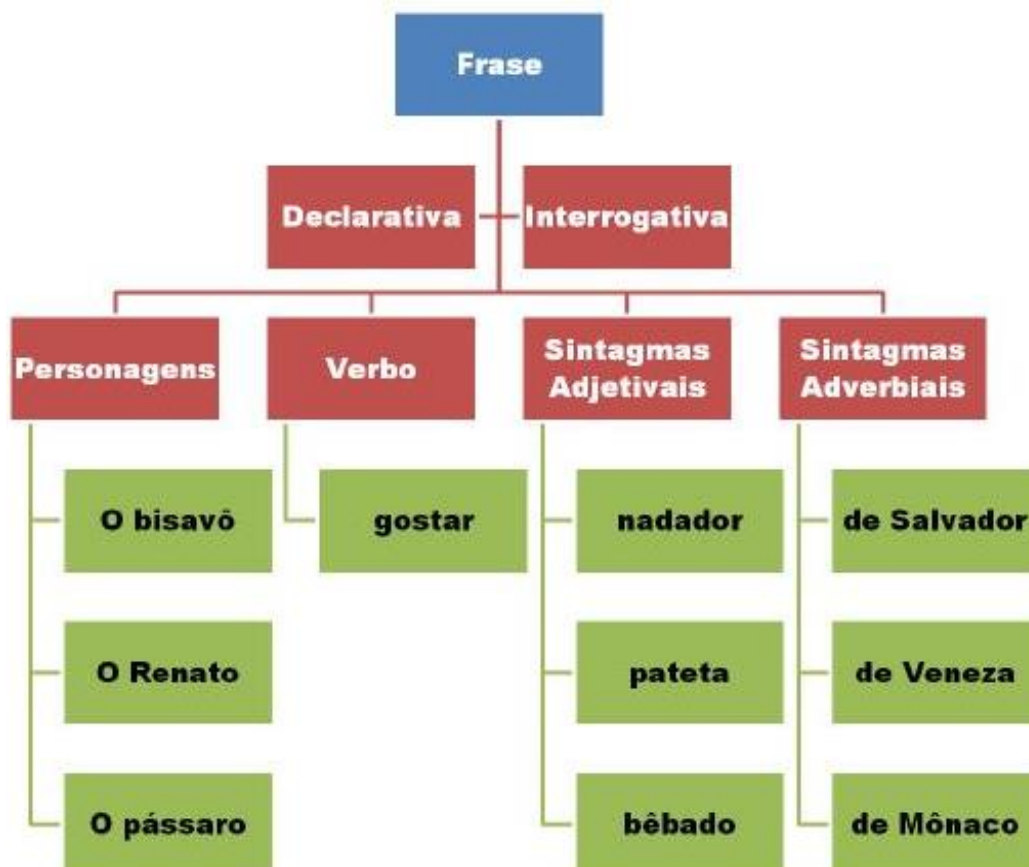 Frase
Declarativa
Interrogativa
Personagens
Verbo
Sintagmas
Adjetivais
Sintagmas
Adverbiais
O bisavô
gostar
nadador
de Salvador
O Renato
pateta
de Veneza
O pássaro
bêbado
de Mônaco